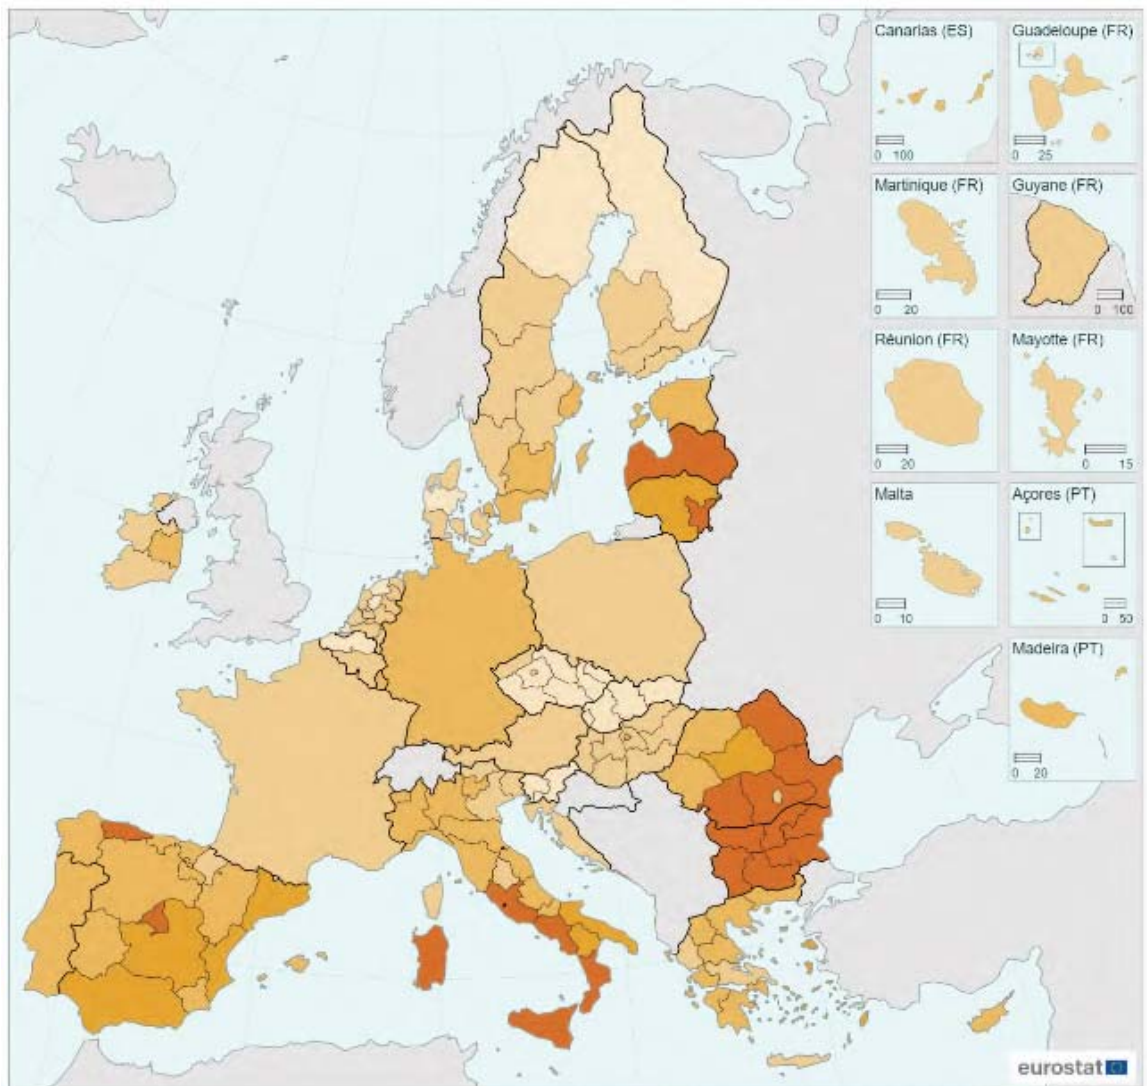 Canarias (ES)
0 100
Guadeloupe (FR)
0 25
Martinique (FR)
0 20
Guyane (FR)
0 100
Réunion (FR)
0 20
Mayotte (FR)
0 15
Malta
0 10
Açores (PT)
0 50
Madeira (PT)
0 20
eurostat